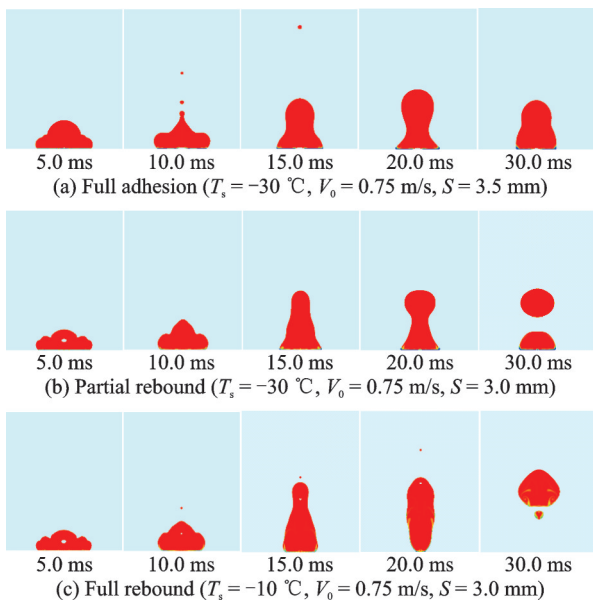 5.0 ms 10.0 ms 15.0 ms 20.0 ms 30.0 ms
(a) Full adhesion (Ts = −30 ℃, V0 = 0.75 m/s, S = 3.5 mm)
5.0 ms 10.0 ms 15.0 ms 20.0 ms 30.0 ms
(b) Partial rebound (Ts = −30 ℃, V0 = 0.75 m/s, S = 3.0 mm)
5.0 ms 10.0 ms 15.0 ms 20.0 ms 30.0 ms
(c) Full rebound (Ts = −10 ℃, V0 = 0.75 m/s, S = 3.0 mm)